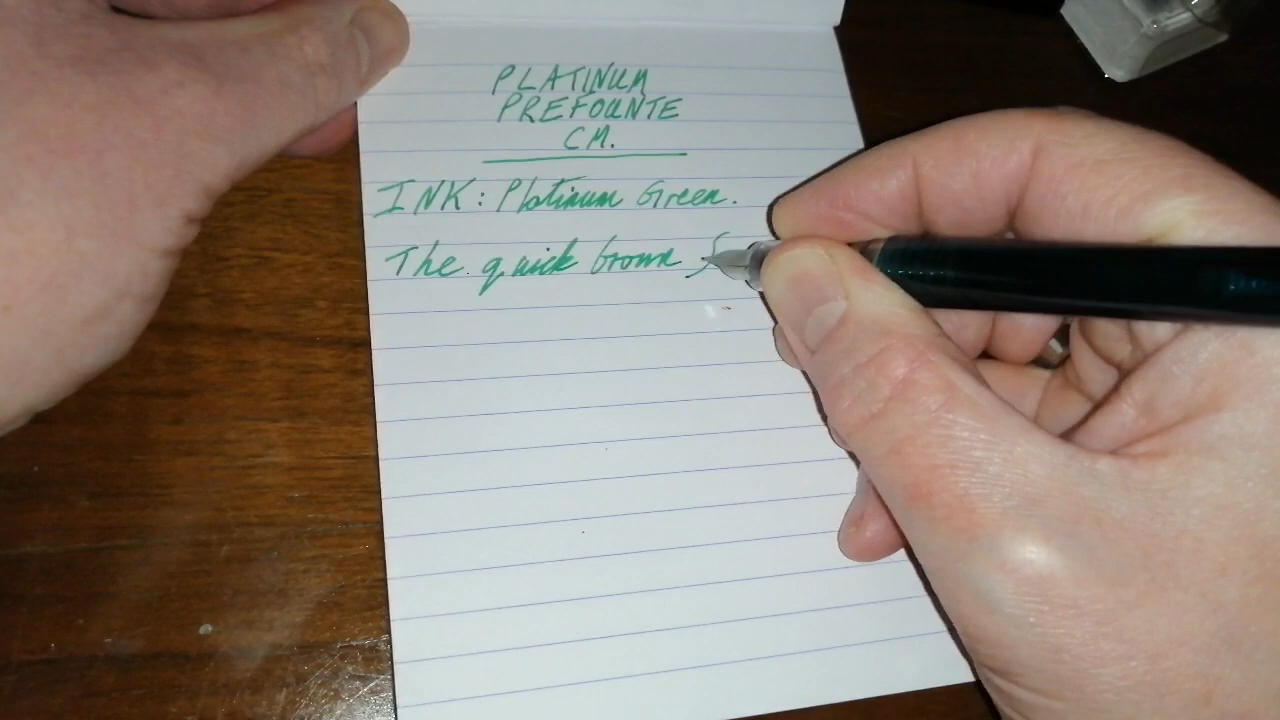 PLATINUM
PREFOUNTE
CM.
INK: Platinum Green.
The quick brown f